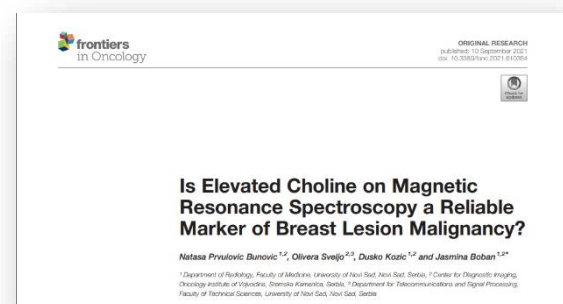 frontiers
in Oncology
ORIGINAL RESEARCH
published: 10 September 2021
doi: 10.3389/fonc.2021.610354
Check for
updates
Is Elevated Choline on Magnetic
Resonance Spectroscopy a Reliable
Marker of Breast Lesion Malignancy?
Natasa Prvulovic Bunovic 1,2, Olivera Sveljo 2,3, Dusko Kozic 1,2 and Jasmina Boban 1,2*
1 Department of Radiology, Faculty of Medicine, University of Novi Sad, Novi Sad, Serbia, 2 Center for Diagnostic Imaging,
Oncology Institute of Vojvodina, Sremska Kamenica, Serbia, 3 Department for Telecommunications and Signal Processing,
Faculty of Technical Sciences, University of Novi Sad, Novi Sad, Serbia